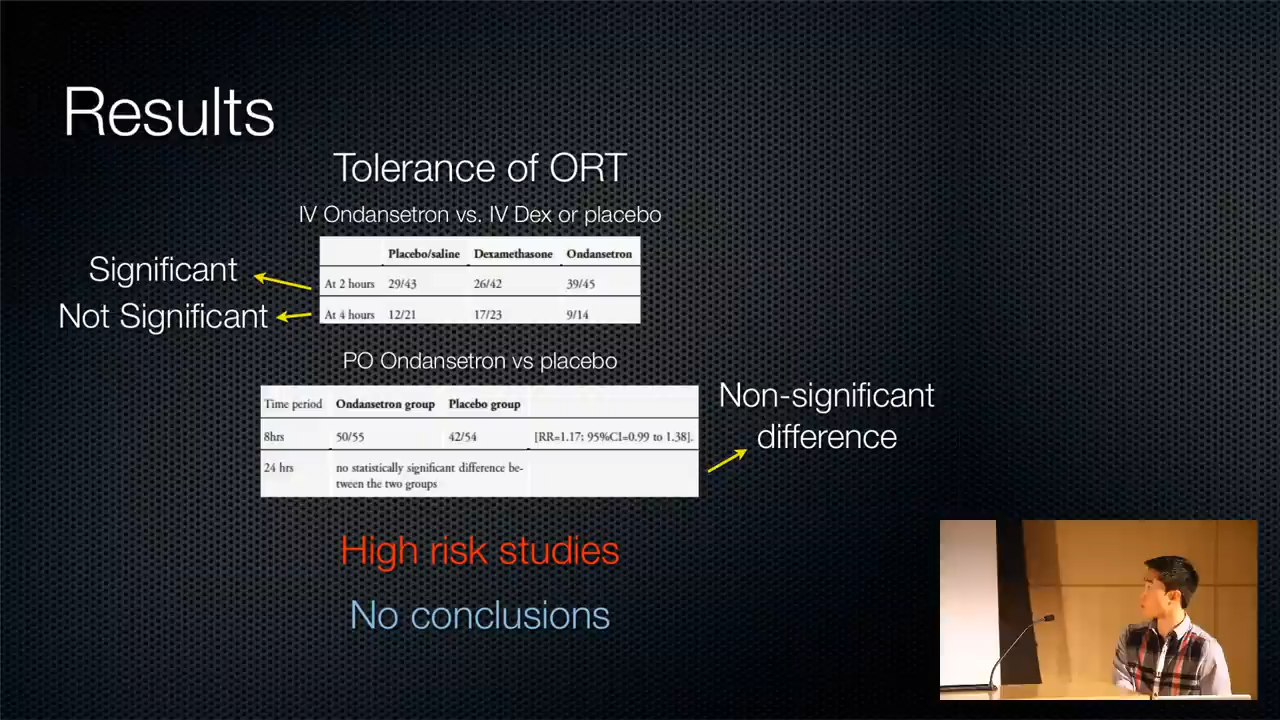 Results
Tolerance of ORT
IV Ondansetron vs. IV Dex or placebo
Placebo/saline Dexamethasone Ondansetron
Significant
At 2 hours 29/43 26/42 39/45
Not Significant
At 4 hours 12/21 17/23 9/14
PO Ondansetron vs placebo
Time period Ondansetron group Placebo group
8hrs 50/55 42/54 [RR=1.17; 95%CI=0.99 to 1.38].
24 hrs no statistically significant difference be-
tween the two groups
Non-significant
difference
High risk studies
No conclusions